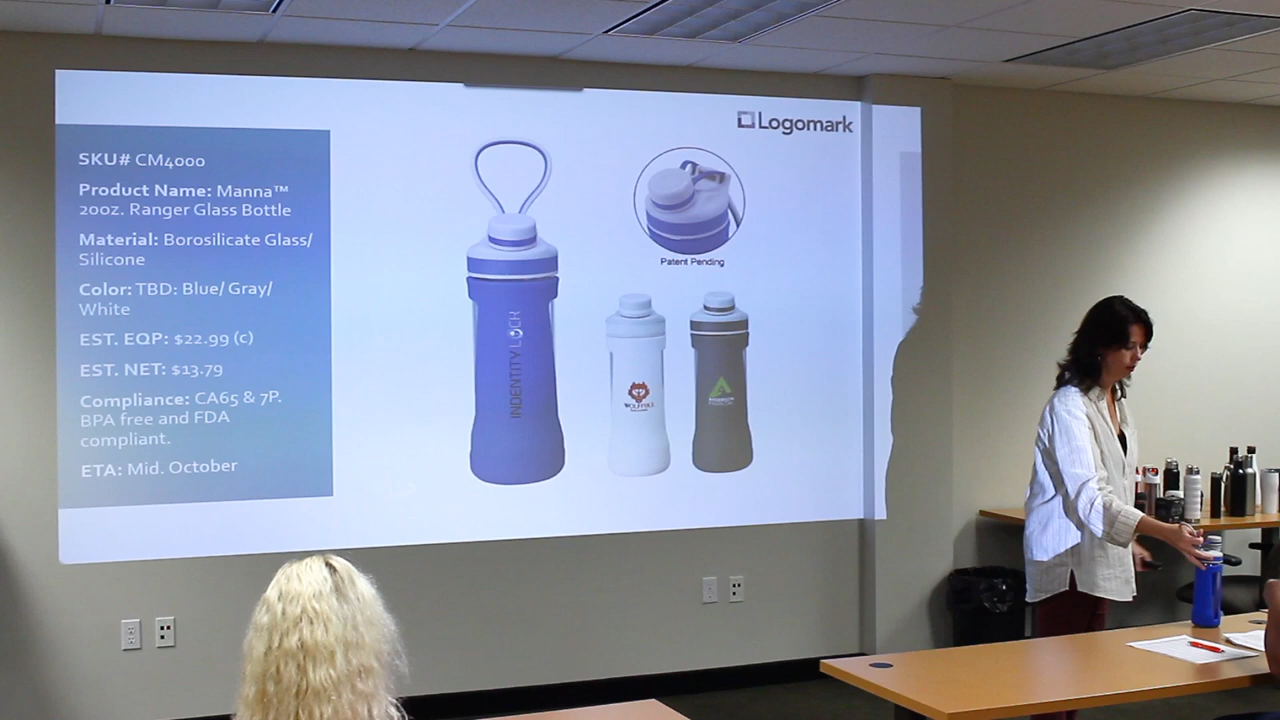 Logomark
SKU# CM4000
Product Name: Manna™
20oz. Ranger Glass Bottle
Material: Borosilicate Glass/
Silicone
Color: TBD: Blue/ Gray/
White
EST. EQP: $22.99 (c)
EST. NET: $13.79
Compliance: CA65 & 7P.
BPA free and FDA
compliant.
ETA: Mid. October
Patent Pending
INDENTITY LOCK